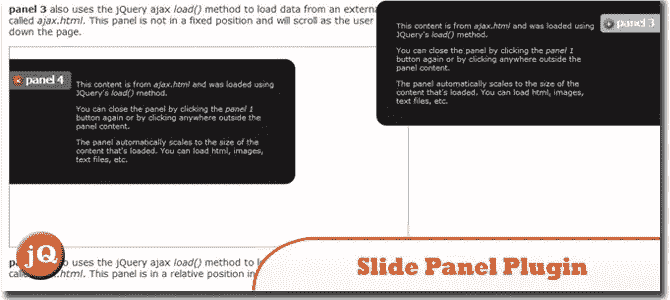 panel 3 also uses the jQuery ajax load() method to load data from an externa
called ajax.html. This panel is not in a fixed position and will scroll as the user
down the page.
This content is from ajax.html and was loaded using
JQuery's load() method.
panel 3
You can close the panel by clicking the panel 1
button again or by clicking anywhere outside the
panel content.
The panel automatically scales to the size of the
content that's loaded. You can load html, images,
text files, etc.
panel 4
This content is from ajax.html and was loaded using
JQuery's load() method.
You can close the panel by clicking the panel 1
button again or by clicking anywhere outside the
panel content.
The panel automatically scales to the size of the
content that's loaded. You can load html, images,
text files, etc.
pa o uses the jQuery ajax load() method to l
calle ajax.html. This panel is in a relative position in
jQ
Slide Panel Plugin